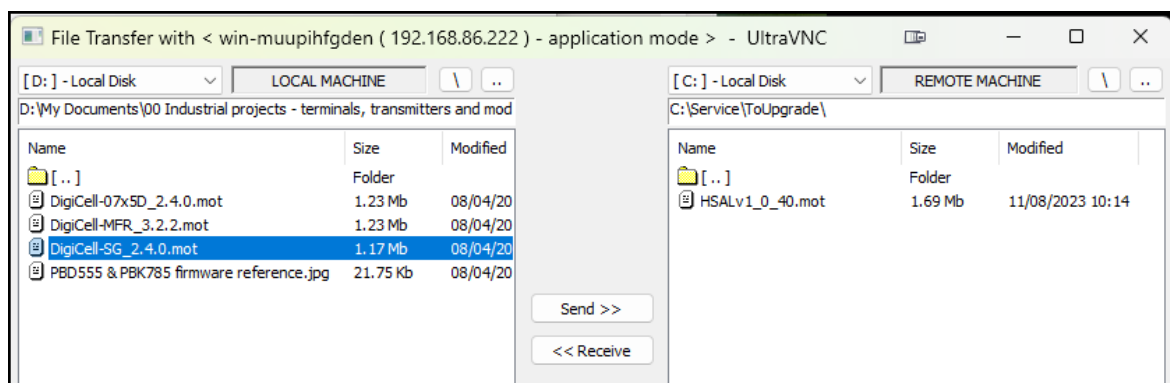 File Transfer with < win-muupihfgden ( 192.168.86.222 ) - application mode > - UltraVNC
[ D: ] - Local Disk LOCAL MACHINE \ .. [ C: ] - Local Disk REMOTE MACHINE \ ..
D:\My Documents\00 Industrial projects - terminals, transmitters and mod C:\Service\ToUpgrade\
Name Size Modified Name Size Modified
[ .. ] Folder [ .. ] Folder
DigiCell-07x5D_2.4.0.mot 1.23 Mb 08/04/20 HSALv1_0_40.mot 1.69 Mb 11/08/2023 10:14
DigiCell-MFR_3.2.2.mot 1.23 Mb 08/04/20
DigiCell-SG_2.4.0.mot 1.17 Mb 08/04/20
PBD555 & PBK785 firmware reference.jpg 21.75 Kb 08/04/20
Send >>
<< Receive